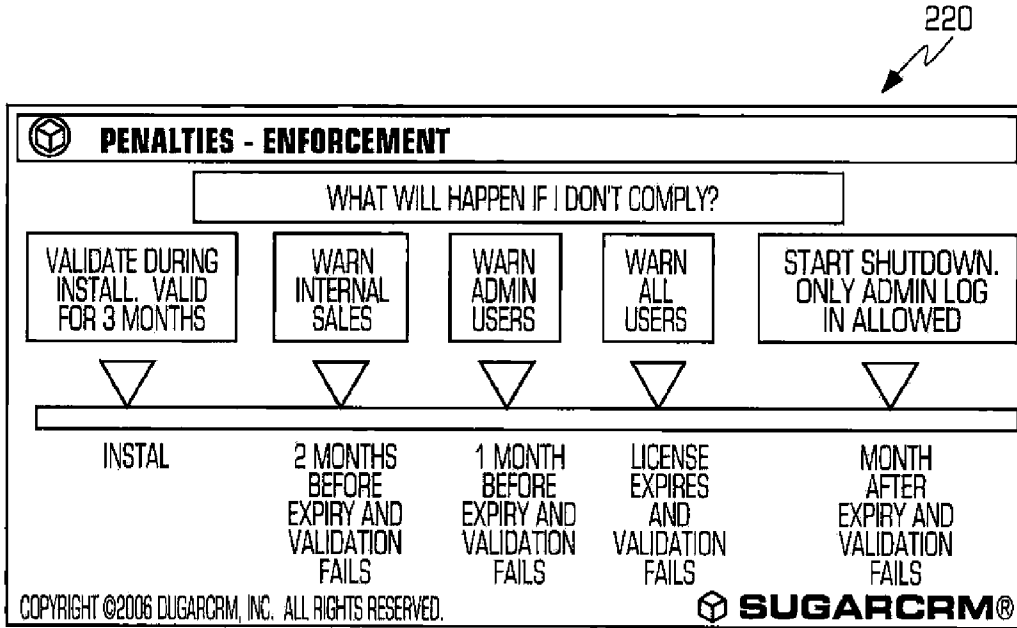 220
PENALTIES - ENFORCEMENT
WHAT WILL HAPPEN IF I DON'T COMPLY?
VALIDATE DURING
INSTALL. VALID
FOR 3 MONTHS
WARN
INTERNAL
SALES
WARN
ADMIN
USERS
WARN
ALL
USERS
START SHUTDOWN.
ONLY ADMIN LOG
IN ALLOWED
INSTAL
2 MONTHS
BEFORE
EXPIRY AND
VALIDATION
FAILS
1 MONTH
BEFORE
EXPIRY AND
VALIDATION
FAILS
LICENSE
EXPIRES
AND
VALIDATION
FAILS
MONTH
AFTER
EXPIRY AND
VALIDATION
FAILS
COPYRIGHT ©2006 DUGARCRM, INC. ALL RIGHTS RESERVED.
SUGARCRM®